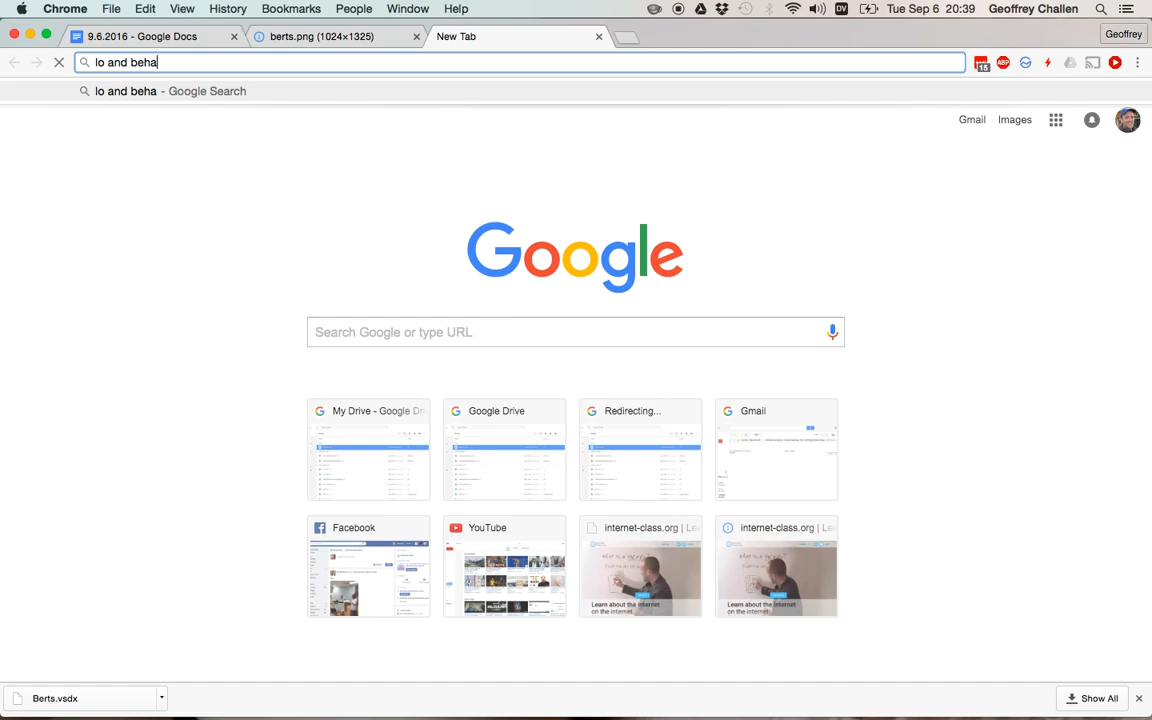 Chrome File Edit View History Bookmarks People Window Help DV Tue Sep 6 20:39 Geoffrey Challen
9.6.2016 - Google Docs berts.png (1024×1325) New Tab Geoffrey
lo and beha 15 ABP
lo and beha - Google Search
Gmail Images
Google
Search Google or type URL
My Drive - Google Dr Google Drive Redirecting... Gmail
Facebook YouTube internet-class.org | Le internet-class.org | Le
Learn about the internet on the internet. Learn about the internet on the internet.
Berts.vsdx Show All